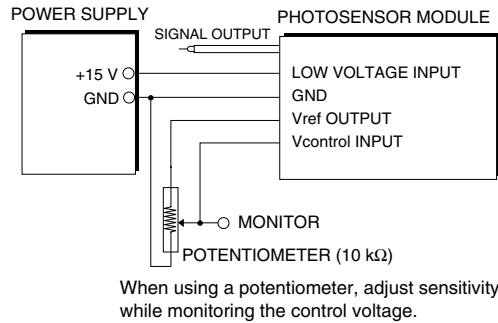 POWER SUPPLY
PHOTOSENSOR MODULE
SIGNAL OUTPUT
+15 V
LOW VOLTAGE INPUT
GND
GND
Vref OUTPUT
Vcontrol INPUT
MONITOR
POTENTIOMETER (10 kΩ)
When using a potentiometer, adjust sensitivity
while monitoring the control voltage.